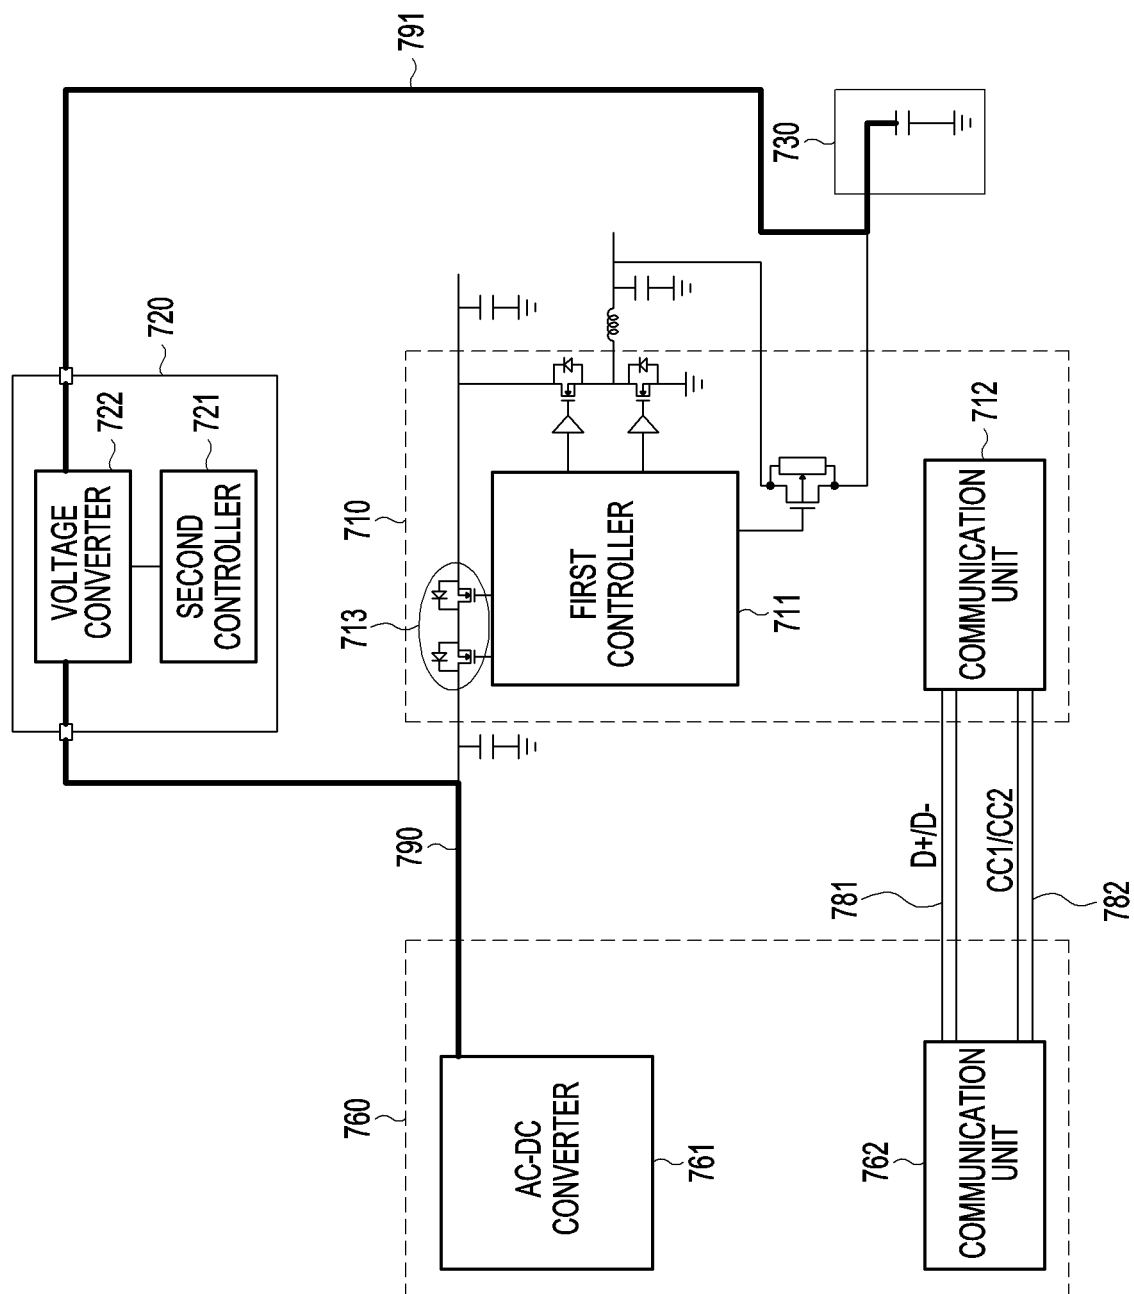 791
730
720
722
VOLTAGE
CONVERTER
721
SECOND
CONTROLLER
710
713
FIRST
CONTROLLER
711
712
COMMUNICATION
UNIT
790
D+/D-
781
CC1/CC2
782
760
AC-DC
CONVERTER
761
762
COMMUNICATION
UNIT